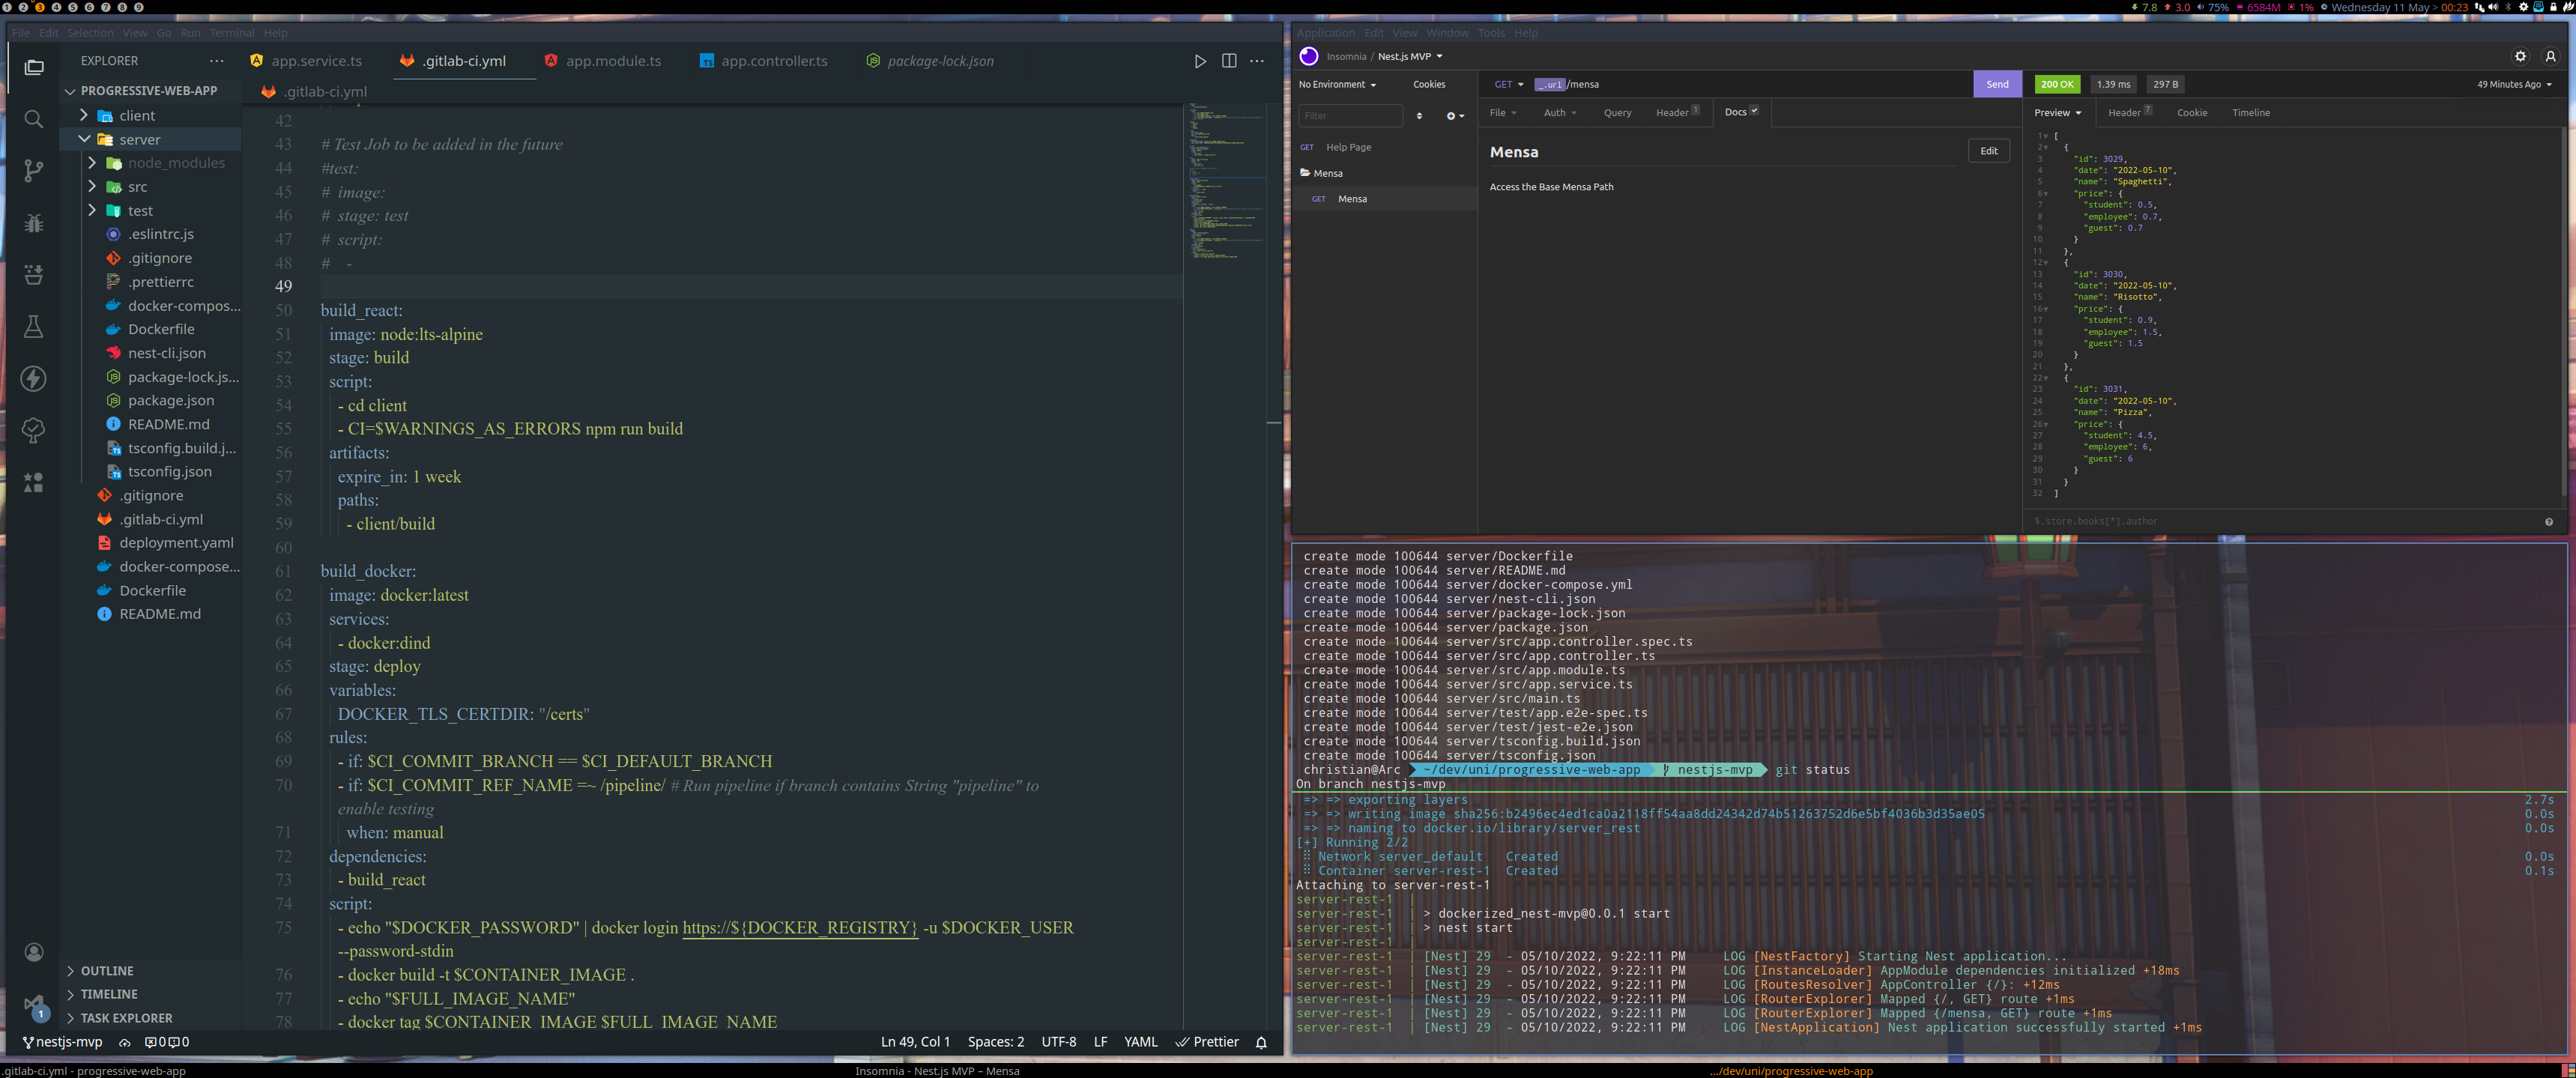 1 2 3 4 5 6 7 8 9
7.8 3.0 75% 6584M 1% Wednesday 11 May > 00:23
File Edit Selection View Go Run Terminal Help
EXPLORER
PROGRESSIVE-WEB-APP
client
server
node_modules
src
test
.eslintrc.js
.gitignore
.prettierrc
docker-compos...
Dockerfile
nest-cli.json
package-lock.js...
package.json
README.md
tsconfig.build.j...
tsconfig.json
.gitignore
.gitlab-ci.yml
deployment.yaml
docker-compose...
Dockerfile
README.md
OUTLINE
TIMELINE
TASK EXPLORER
1
app.service.ts .gitlab-ci.yml app.module.ts app.controller.ts package-lock.json
.gitlab-ci.yml
42
43 # Test Job to be added in the future
44 #test:
45 # image:
46 # stage: test
47 # script:
48 # -
49
50 build_react:
51 image: node:lts-alpine
52 stage: build
53 script:
54 - cd client
55 - CI=$WARNINGS_AS_ERRORS npm run build
56 artifacts:
57 expire_in: 1 week
58 paths:
59 - client/build
60
61 build_docker:
62 image: docker:latest
63 services:
64 - docker:dind
65 stage: deploy
66 variables:
67 DOCKER_TLS_CERTDIR: "/certs"
68 rules:
69 - if: $CI_COMMIT_BRANCH == $CI_DEFAULT_BRANCH
70 - if: $CI_COMMIT_REF_NAME =~ /pipeline/ # Run pipeline if branch contains String "pipeline" to
enable testing
71 when: manual
72 dependencies:
73 - build_react
74 script:
75 - echo "$DOCKER_PASSWORD" | docker login https://${DOCKER_REGISTRY} -u $DOCKER_USER
--password-stdin
76 - docker build -t $CONTAINER_IMAGE .
77 - echo "$FULL_IMAGE_NAME"
78 - docker tag $CONTAINER_IMAGE $FULL_IMAGE_NAME
nestjs-mvp 0 0 Ln 49, Col 1 Spaces: 2 UTF-8 LF YAML Prettier
Application Edit View Window Tools Help
Insomnia / Nest.js MVP
No Environment Cookies
Filter
GET Help Page
Mensa
GET Mensa
GET _.url /mensa Send
File Auth Query Header 1 Docs
Mensa Edit
Access the Base Mensa Path
200 OK 1.39 ms 297 B 49 Minutes Ago
Preview Header 7 Cookie Timeline
1 [
2 {
3 "id": 3029,
4 "date": "2022-05-10",
5 "name": "Spaghetti",
6 "price": {
7 "student": 0.5,
8 "employee": 0.7,
9 "guest": 0.7
10 }
11 },
12 {
13 "id": 3030,
14 "date": "2022-05-10",
15 "name": "Risotto",
16 "price": {
17 "student": 0.9,
18 "employee": 1.5,
19 "guest": 1.5
20 }
21 },
22 {
23 "id": 3031,
24 "date": "2022-05-10",
25 "name": "Pizza",
26 "price": {
27 "student": 4.5,
28 "employee": 6,
29 "guest": 6
30 }
31 }
32 ]
$.store.books[*].author
create mode 100644 server/Dockerfile
create mode 100644 server/README.md
create mode 100644 server/docker-compose.yml
create mode 100644 server/nest-cli.json
create mode 100644 server/package-lock.json
create mode 100644 server/package.json
create mode 100644 server/src/app.controller.spec.ts
create mode 100644 server/src/app.controller.ts
create mode 100644 server/src/app.module.ts
create mode 100644 server/src/app.service.ts
create mode 100644 server/src/main.ts
create mode 100644 server/test/app.e2e-spec.ts
create mode 100644 server/test/jest-e2e.json
create mode 100644 server/tsconfig.build.json
create mode 100644 server/tsconfig.json
christian@Arc ~/dev/uni/progressive-web-app nestjs-mvp git status
On branch nestjs-mvp
=> => exporting layers 2.7s
=> => writing image sha256:b2496ec4ed1ca0a2118ff54aa8dd24342d74b51263752d6e5bf4036b3d35ae05 0.0s
=> => naming to docker.io/library/server_rest 0.0s
[+] Running 2/2
Network server_default Created 0.0s
Container server-rest-1 Created 0.1s
Attaching to server-rest-1
server-rest-1 |
server-rest-1 | > dockerized_nest-mvp@0.0.1 start
server-rest-1 | > nest start
server-rest-1 |
server-rest-1 | [Nest] 29 - 05/10/2022, 9:22:11 PM LOG [NestFactory] Starting Nest application...
server-rest-1 | [Nest] 29 - 05/10/2022, 9:22:11 PM LOG [InstanceLoader] AppModule dependencies initialized +18ms
server-rest-1 | [Nest] 29 - 05/10/2022, 9:22:11 PM LOG [RoutesResolver] AppController {/}: +12ms
server-rest-1 | [Nest] 29 - 05/10/2022, 9:22:11 PM LOG [RouterExplorer] Mapped {/, GET} route +1ms
server-rest-1 | [Nest] 29 - 05/10/2022, 9:22:11 PM LOG [RouterExplorer] Mapped {/mensa, GET} route +1ms
server-rest-1 | [Nest] 29 - 05/10/2022, 9:22:11 PM LOG [NestApplication] Nest application successfully started +1ms
.gitlab-ci.yml - progressive-web-app Insomnia - Nest.js MVP – Mensa .../dev/uni/progressive-web-app